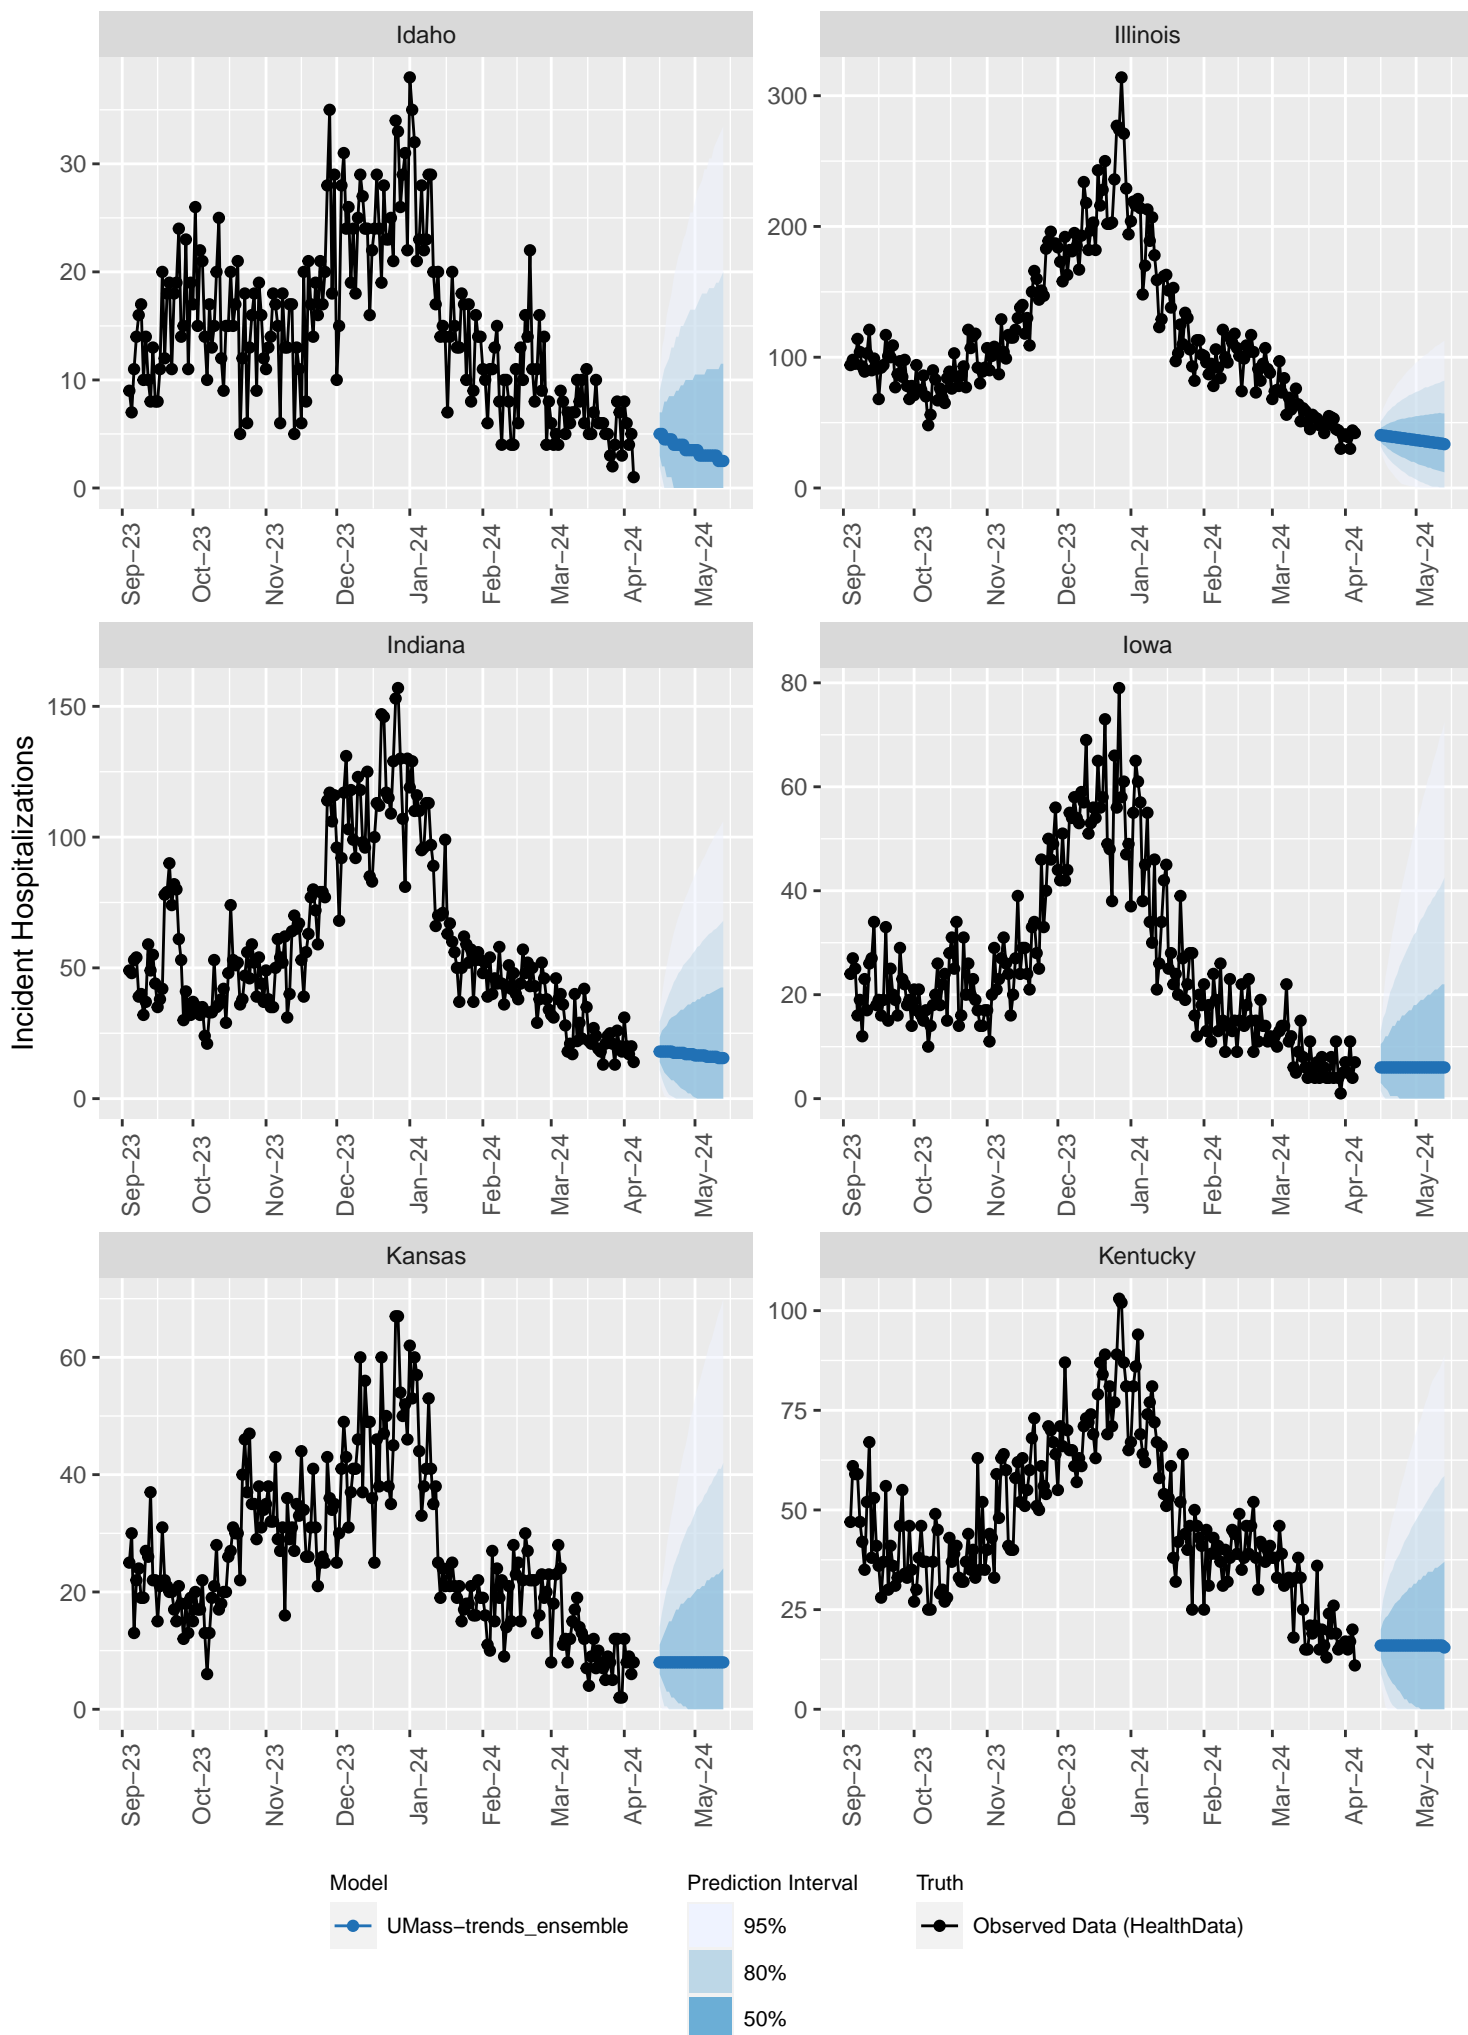 Idaho
Illinois
0
10
20
30
0
100
200
300
Sep−23
Oct−23
Nov−23
Dec−23
Jan−24
Feb−24
Mar−24
Apr−24
May−24
Sep−23
Oct−23
Nov−23
Dec−23
Jan−24
Feb−24
Mar−24
Apr−24
May−24
Indiana
Iowa
Incident Hospitalizations
0
50
100
150
0
20
40
60
80
Sep−23
Oct−23
Nov−23
Dec−23
Jan−24
Feb−24
Mar−24
Apr−24
May−24
Sep−23
Oct−23
Nov−23
Dec−23
Jan−24
Feb−24
Mar−24
Apr−24
May−24
Kansas
Kentucky
0
20
40
60
0
25
50
75
100
Sep−23
Oct−23
Nov−23
Dec−23
Jan−24
Feb−24
Mar−24
Apr−24
May−24
Sep−23
Oct−23
Nov−23
Dec−23
Jan−24
Feb−24
Mar−24
Apr−24
May−24
Model
UMass−trends_ensemble
Prediction Interval
95%
80%
50%
Truth
Observed Data (HealthData)